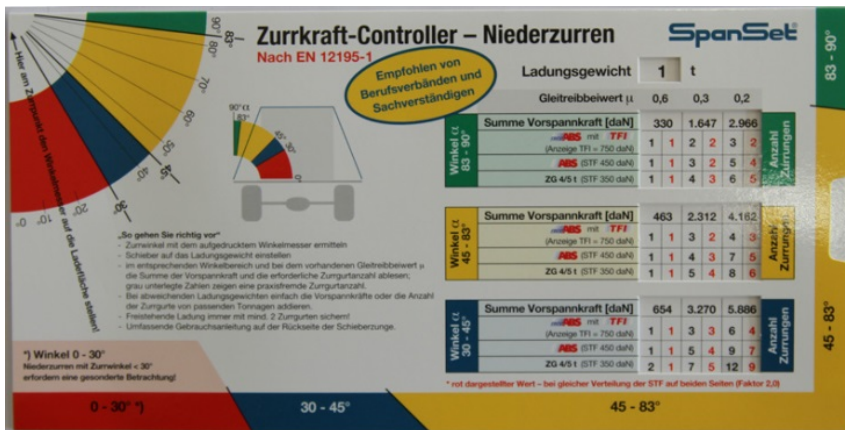 Zurrkraft-Controller – Niederzurren
Nach EN 12195-1
SpanSet®
Empfohlen von
Berufsverbänden und
Sachverständigen
Ladungsgewicht 1 t
Gleitreibbeiwert μ 0,6 0,3 0,2
90°
83°
80°
70°
60°
50°
45°
40°
30°
20°
10°
0°
Hier am Zurrpunkt den Winkelmesser auf die Ladefläche stellen!
90° α
83°
45°
30°
0°
Winkel α
83 - 90°
Summe Vorspannkraft [daN] 330 1.647 2.966
ABS mit TFI
(Anzeige TFI = 750 daN) 1 1 2 2 3 2
ABS (STF 450 daN) 1 1 3 2 5 4
ZG 4/5 t (STF 350 daN) 1 1 4 3 6 5
Anzahl
Zurrungen
Winkel α
45 - 83°
Summe Vorspannkraft [daN] 463 2.312 4.162
ABS mit TFI
(Anzeige TFI = 750 daN) 1 1 3 2 4 3
ABS (STF 450 daN) 1 1 4 3 7 5
ZG 4/5 t (STF 350 daN) 1 1 5 4 8 6
Anzahl
Zurrungen
Winkel α
30 - 45°
Summe Vorspannkraft [daN] 654 3.270 5.886
ABS mit TFI
(Anzeige TFI = 750 daN) 1 1 3 3 6 4
ABS (STF 450 daN) 1 1 5 4 9 7
ZG 4/5 t (STF 350 daN) 2 1 7 5 12 9
Anzahl
Zurrungen
* rot dargestellter Wert – bei gleicher Verteilung der STF auf beiden Seiten (Faktor 2,0)
„So gehen Sie richtig vor“
- Zurrwinkel mit dem aufgedrucktem Winkelmesser ermitteln
- Schieber auf das Ladungsgewicht einstellen
- im entsprechenden Winkelbereich und bei dem vorhandenen Gleitreibbeiwert μ
die Summe der Vorspannkraft und die erforderliche Zurrgurtanzahl ablesen;
grau unterlegte Zahlen zeigen eine praxisfremde Zurrgurtanzahl.
- Bei abweichenden Ladungsgewichten einfach die Vorspannkräfte oder die Anzahl
der Zurrgurte von passenden Tonnagen addieren.
- Freistehende Ladung immer mit mind. 2 Zurrgurten sichern!
- Umfassende Gebrauchsanleitung auf der Rückseite der Schieberzunge.
*) Winkel 0 - 30°
Niederzurren mit Zurrwinkel < 30°
erfordern eine gesonderte Betrachtung!
0 - 30° *)
30 - 45°
45 - 83°
83 - 90°
45 - 83°